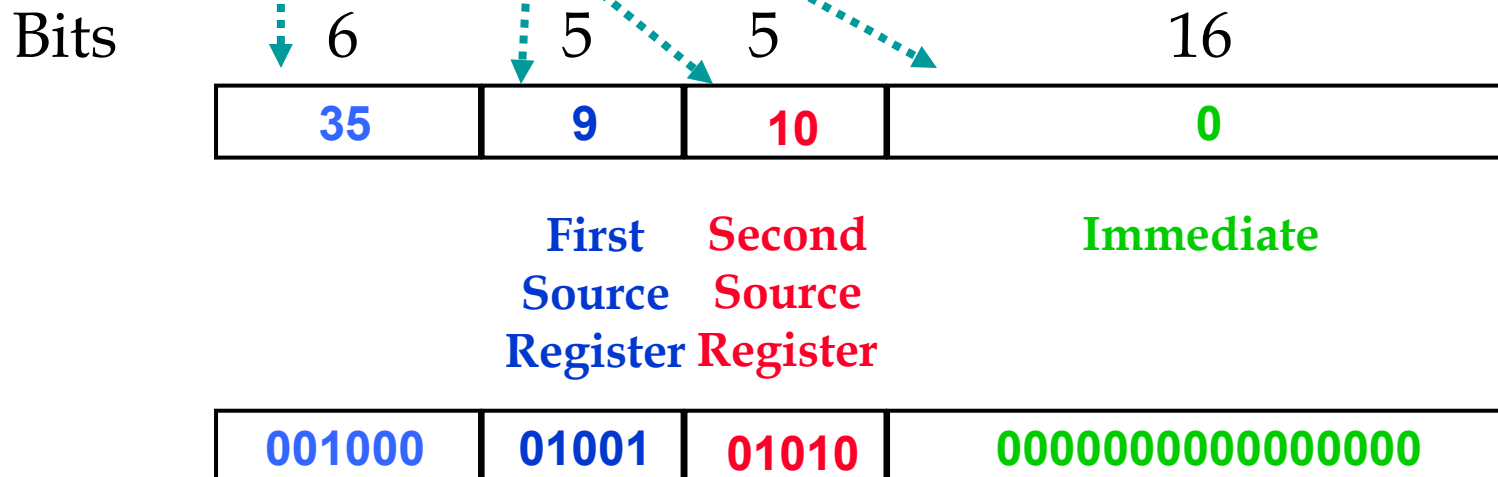 Bits 6 5 5 16
35 9 10 0
First Second Immediate
Source Source
Register Register
001000 01001 01010 0000000000000000